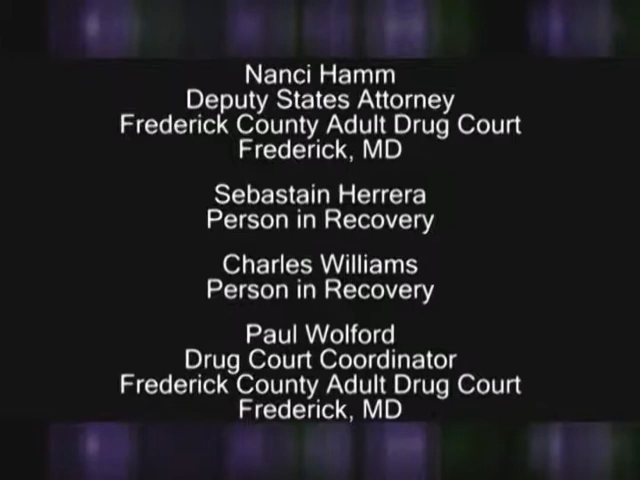 Nanci Hamm
Deputy States Attorney
Frederick County Adult Drug Court
Frederick, MD
Sebastain Herrera
Person in Recovery
Charles Williams
Person in Recovery
Paul Wolford
Drug Court Coordinator
Frederick County Adult Drug Court
Frederick, MD